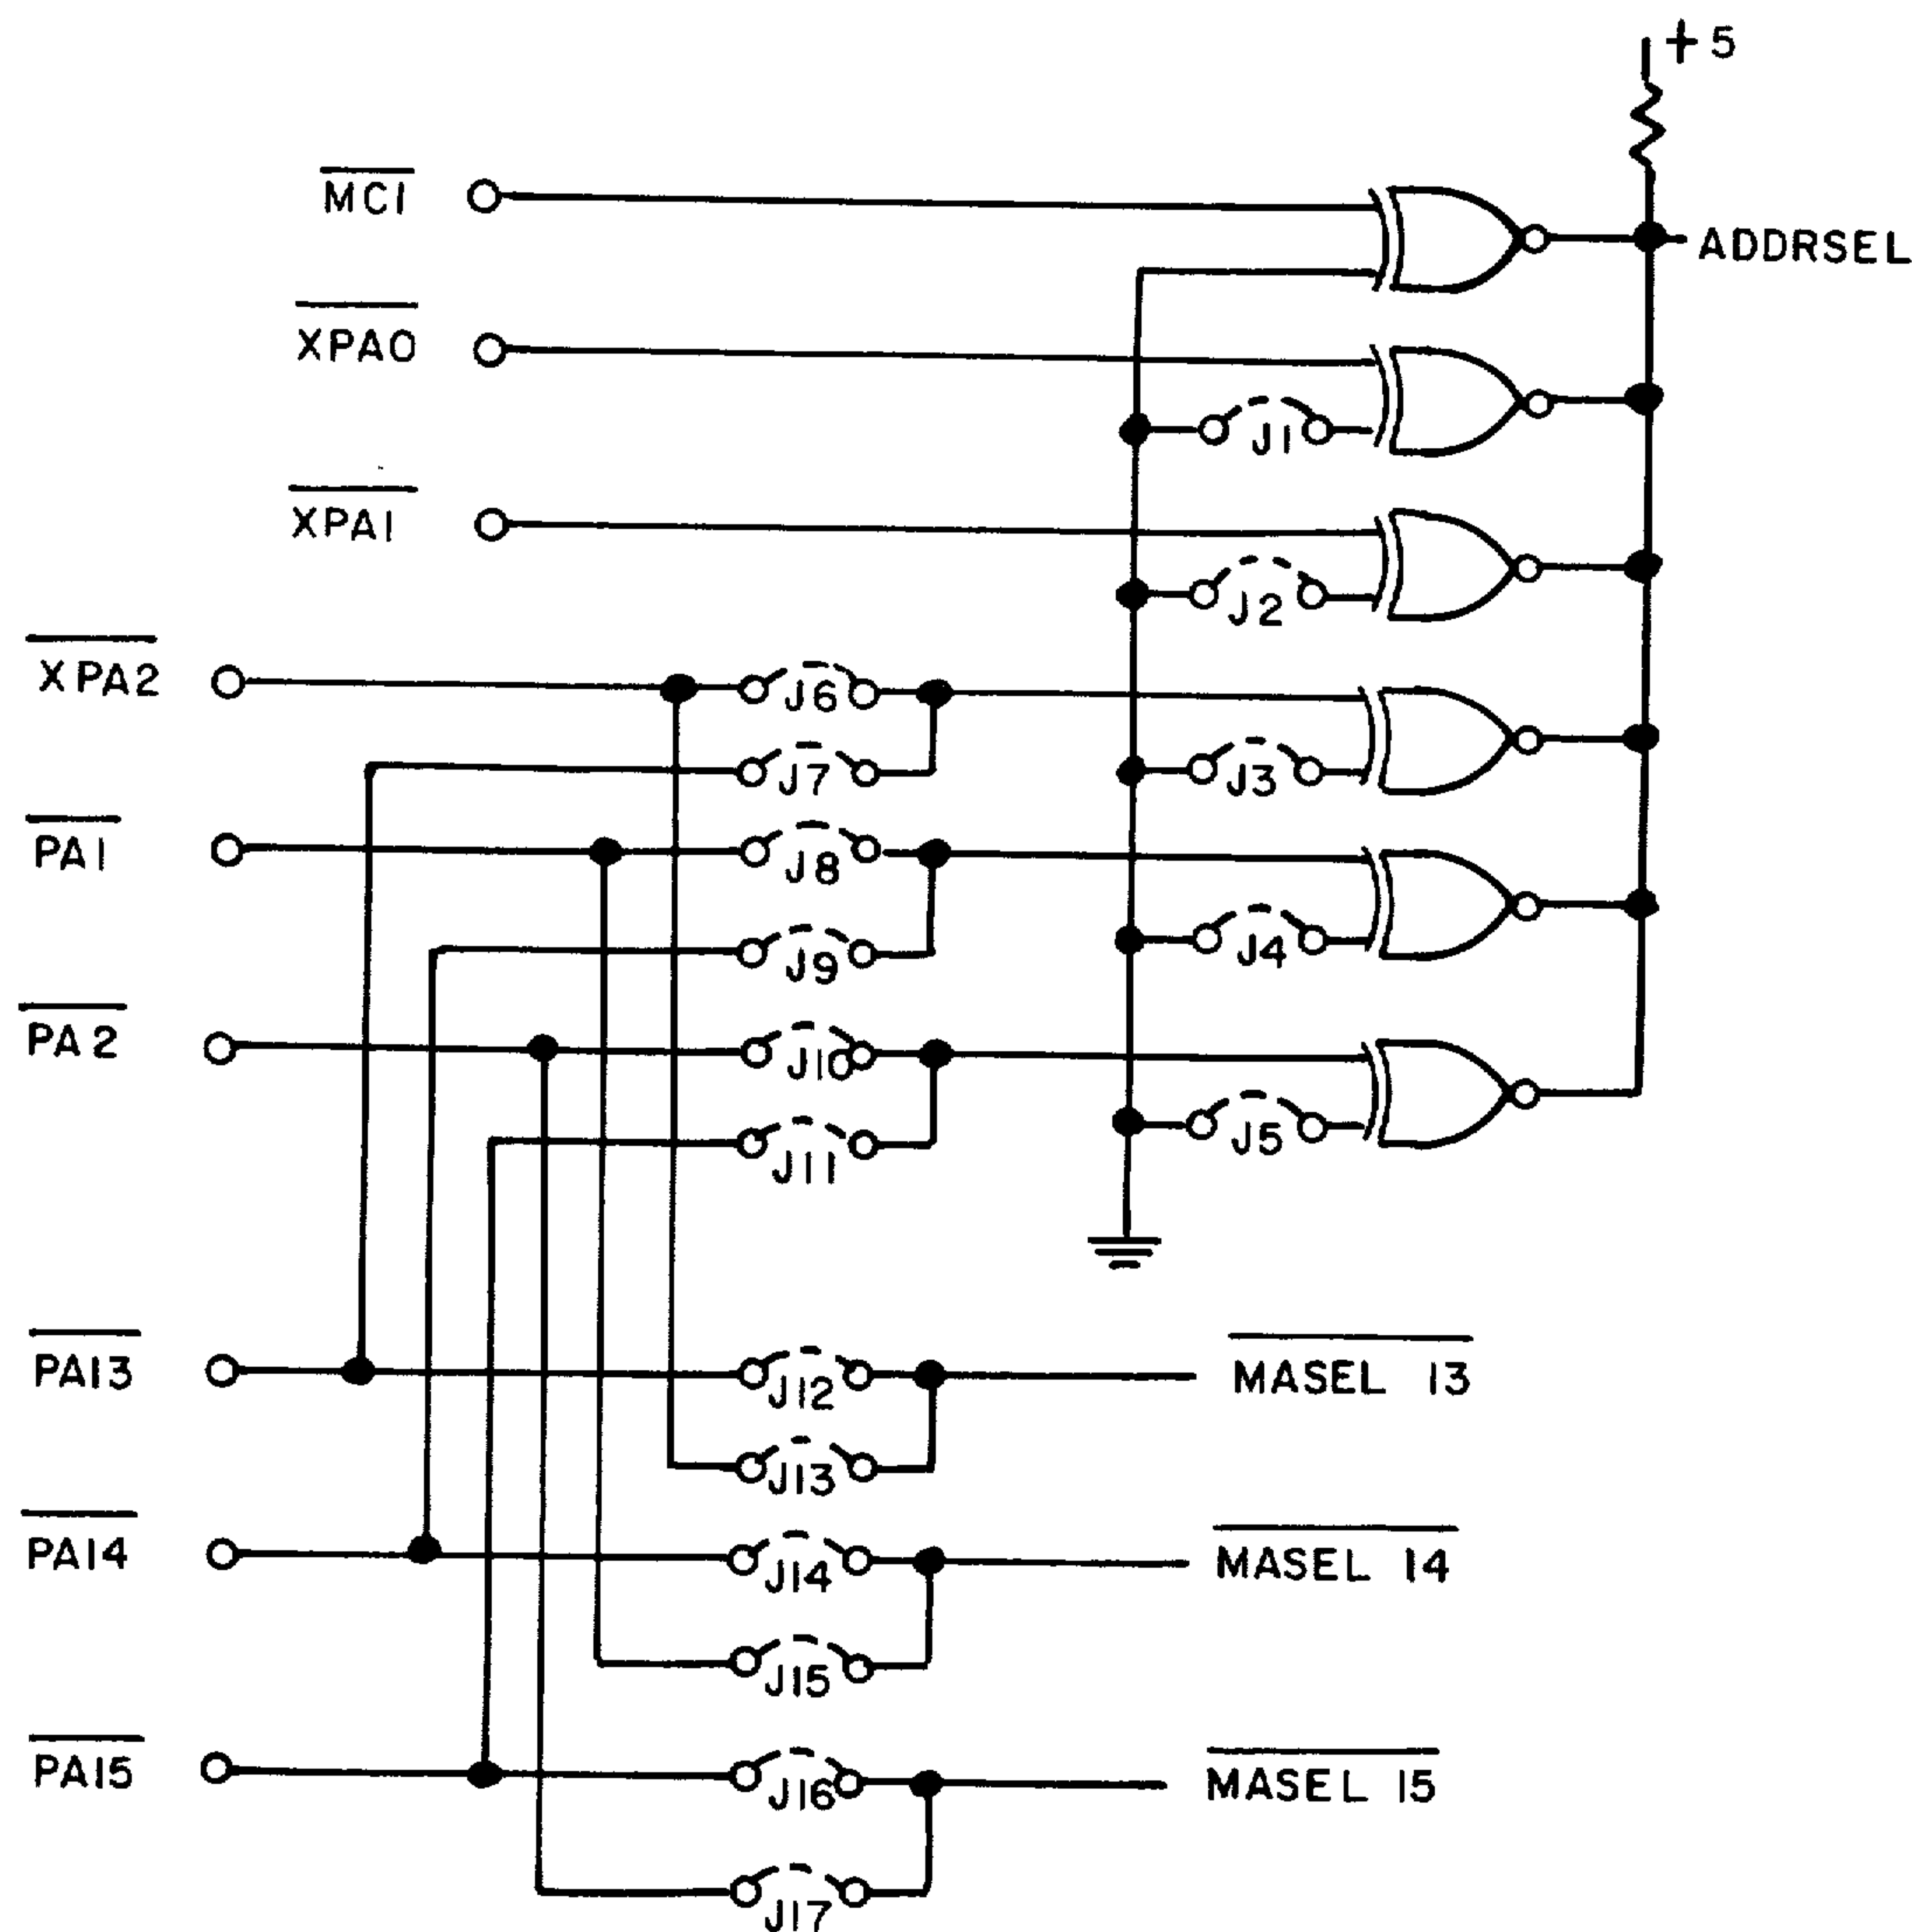 +5
MC1
ADDRSEL
XPA0
J1
XPA1
J2
XPA2
J6
J7
J3
PA1
J8
J9
J4
PA2
J10
J11
J5
PA13
J12
MASEL 13
J13
PA14
J14
MASEL 14
J15
PA15
J16
MASEL 15
J17